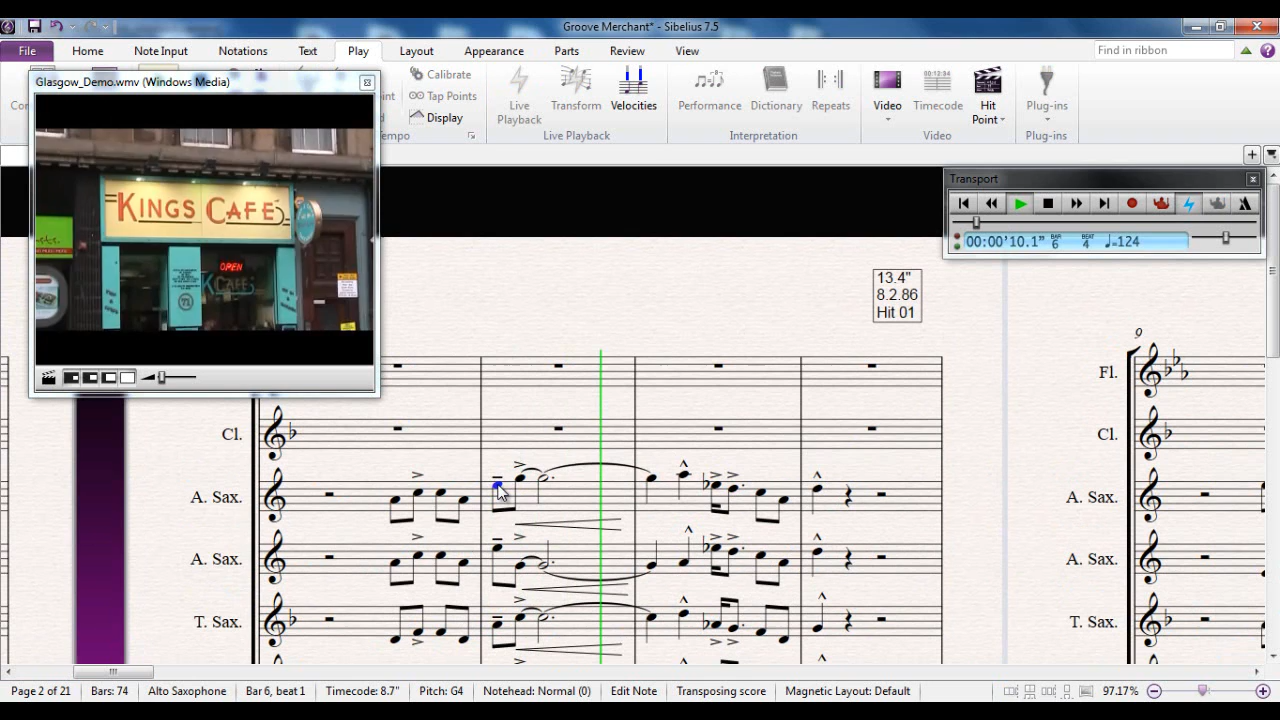 Groove Merchant* - Sibelius 7.5
File Home Note Input Notations Text Play Layout Appearance Parts Review View
Find in ribbon
Glasgow_Demo.wmv (Windows Media)
KINGS CAFE
OPEN
71
Calibrate
Tap Points
Display
Live Playback
Transform
Velocities
Live Playback
Performance
Dictionary
Repeats
Interpretation
Video
Timecode
Hit Point
Video
Plug-ins
Plug-ins
Transport
00:00'10.1" BAR 6 BEAT 4 ♩=124
13.4"
8.2.86
Hit 01
9
Fl.
Cl.
Cl.
A. Sax.
A. Sax.
A. Sax.
A. Sax.
T. Sax.
T. Sax.
Page 2 of 21 Bars: 74 Alto Saxophone Bar 6, beat 1 Timecode: 8.7" Pitch: G4 Notehead: Normal (0) Edit Note Transposing score Magnetic Layout: Default 97.17%